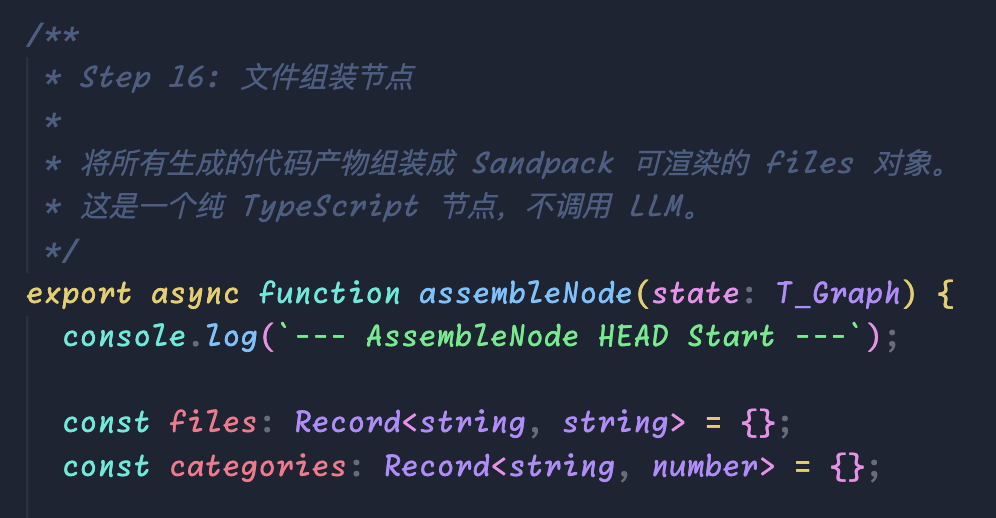 /**
 * Step 16: 文件组装节点
 *
 * 将所有生成的代码产物组装成 Sandpack 可渲染的 files 对象。
 * 这是一个纯 TypeScript 节点，不调用 LLM。
 */
export async function assembleNode(state: T_Graph) {
  console.log(`--- AssembleNode HEAD Start ---`);

  const files: Record<string, string> = {};
  const categories: Record<string, number> = {};